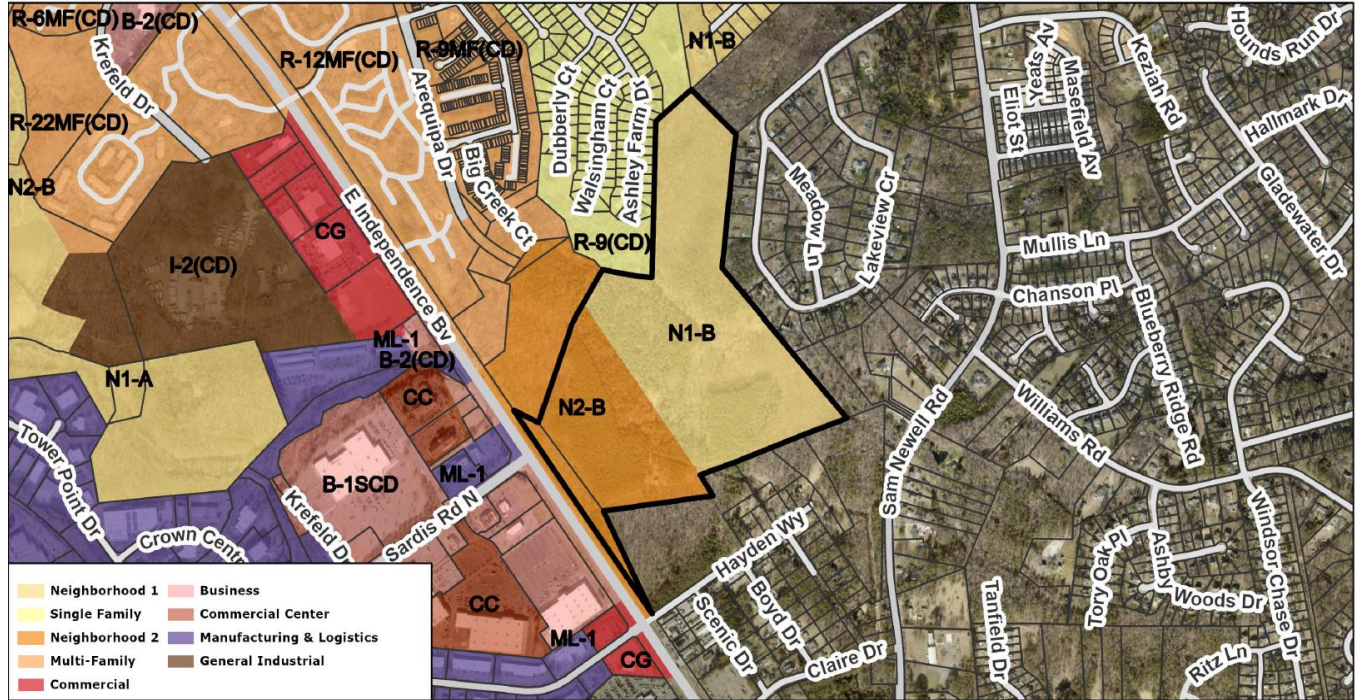 R-6MF(CD)
B-2(CD)
Krefeld Dr
R-12MF(CD)
R-9MF(CD)
N1-B
Hounds Run Dr
Yeats Av
Masefield Av
Keziah Rd
Eliot St
Hallmark Dr
R-22MF(CD)
Arequipa Dr
Dubberly Ct
Walsingham Ct
Ashley Farm Dr
Big Creek Ct
N2-B
Meadow Ln
Lakeview Cr
Gladewater Dr
E Independence Bv
CG
R-9(CD)
Mullis Ln
I-2(CD)
Chanson Pl
N1-B
ML-1
B-2(CD)
Blueberry Ridge Rd
N1-A
CC
N2-B
Sam Newell Rd
Williams Rd
Tower Point Dr
B-1SCD
ML-1
Krefeld Dr
Sardis Rd N
Crown Centr
Hayden Wy
Windsor Chase Dr
Tory Oak Pl
Ashby
Woods Dr
Boyd Dr
Scenic Dr
Tanfield Dr
CC
ML-1
CG
Claire Dr
Ritz Ln
Neighborhood 1
Single Family
Neighborhood 2
Multi-Family
Commercial
Business
Commercial Center
Manufacturing & Logistics
General Industrial